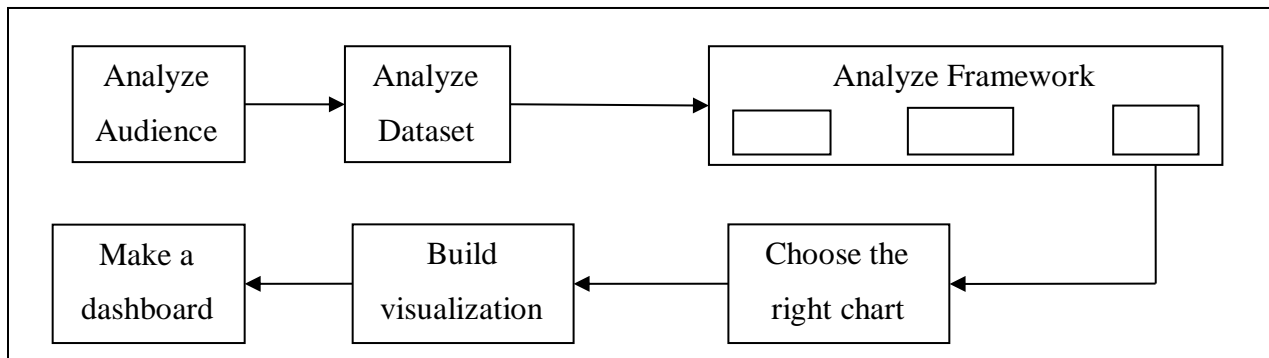 Analyze
Audience
Analyze
Dataset
Analyze Framework
Choose the
right chart
Build
visualization
Make a
dashboard